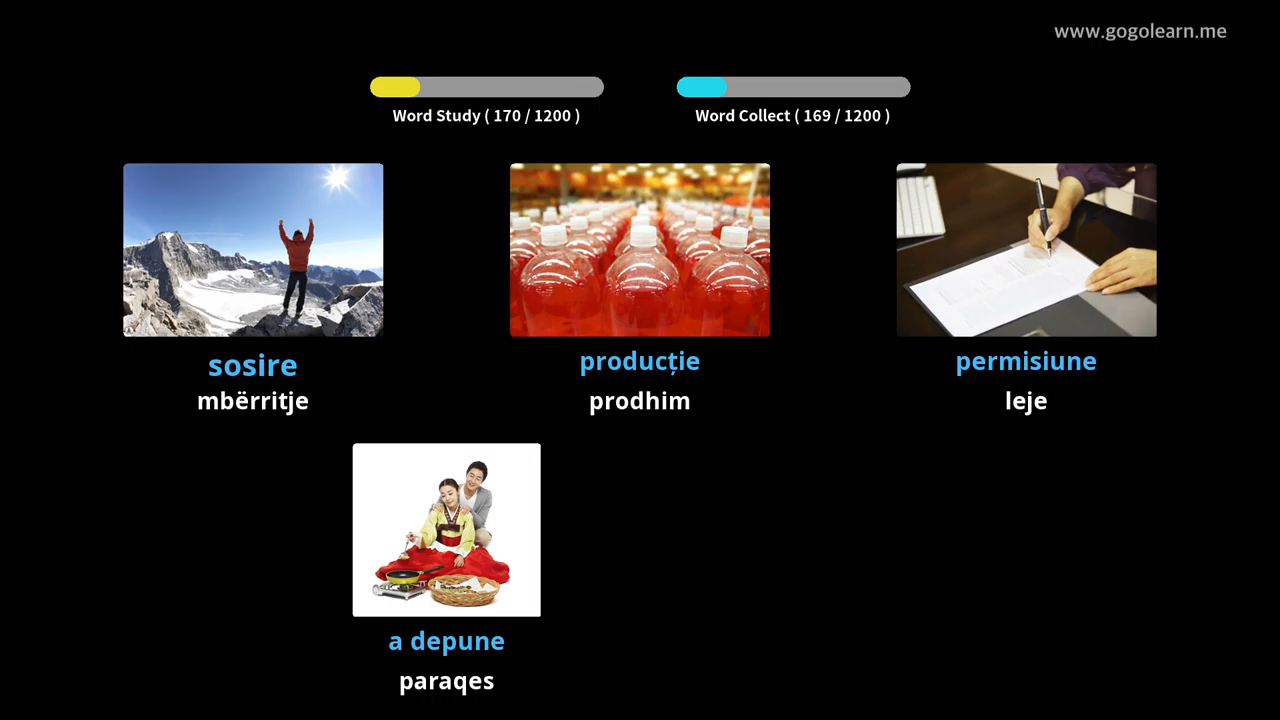 www.gogolearn.me
Word Study ( 170 / 1200 )
Word Collect ( 169 / 1200 )
sosire
mbërritje
producție
prodhim
permisiune
leje
a depune
paraqes